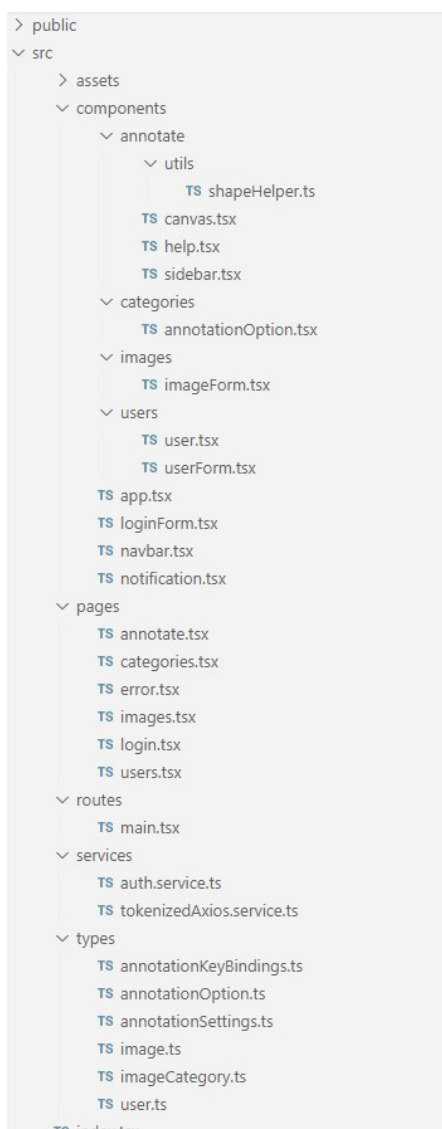 public
src
assets
components
annotate
utils
TS shapeHelper.ts
TS canvas.tsx
TS help.tsx
TS sidebar.tsx
categories
TS annotationOption.tsx
images
TS imageForm.tsx
users
TS user.tsx
TS userForm.tsx
TS app.tsx
TS loginForm.tsx
TS navbar.tsx
TS notification.tsx
pages
TS annotate.tsx
TS categories.tsx
TS error.tsx
TS images.tsx
TS login.tsx
TS users.tsx
routes
TS main.tsx
services
TS auth.service.ts
TS tokenizedAxios.service.ts
types
TS annotationKeyBindings.ts
TS annotationOption.ts
TS annotationSettings.ts
TS image.ts
TS imageCategory.ts
TS user.ts